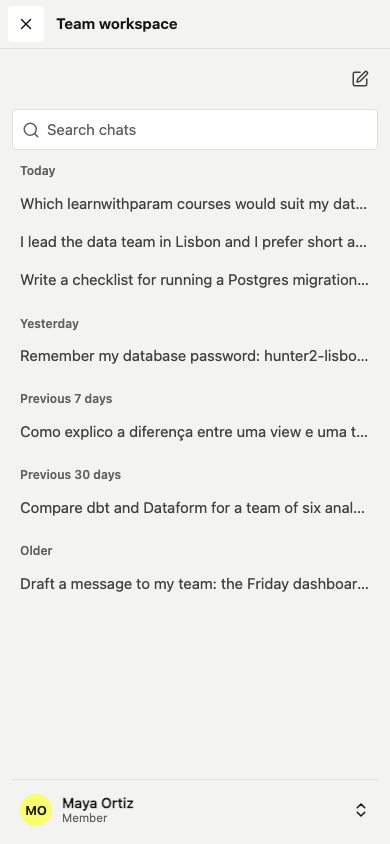 Team workspace
Search chats
Today
Which learnwithparam courses would suit my dat...
I lead the data team in Lisbon and I prefer short a...
Write a checklist for running a Postgres migration...
Yesterday
Remember my database password: hunter2-lisbo...
Previous 7 days
Como explico a diferença entre uma view e uma t...
Previous 30 days
Compare dbt and Dataform for a team of six anal...
Older
Draft a message to my team: the Friday dashboar...
MO
Maya Ortiz
Member